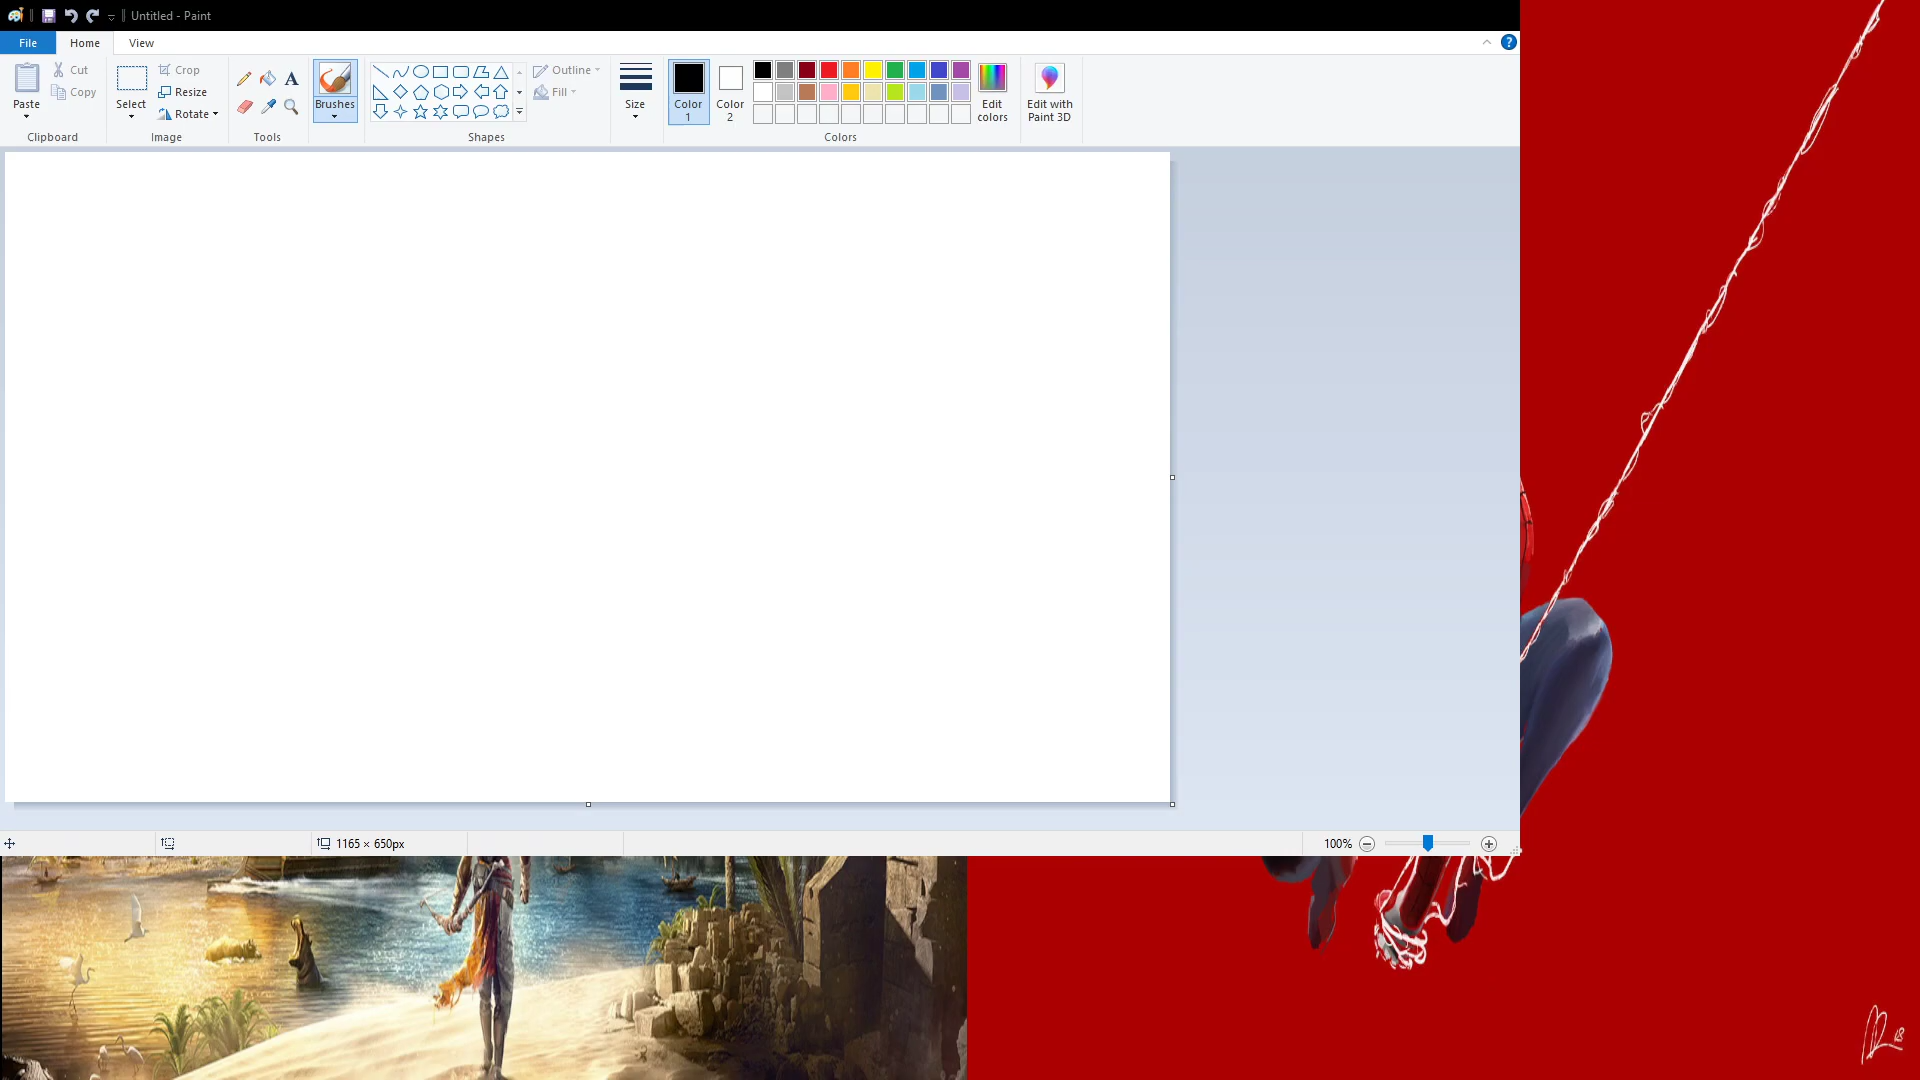 Untitled - Paint
File Home View
Paste
Cut
Copy
Clipboard
Select
Crop
Resize
Rotate
Image
Tools
Brushes
Shapes
Outline
Fill
Size
Color 1
Color 2
Edit colors
Colors
Edit with Paint 3D
1165 × 650px
100%